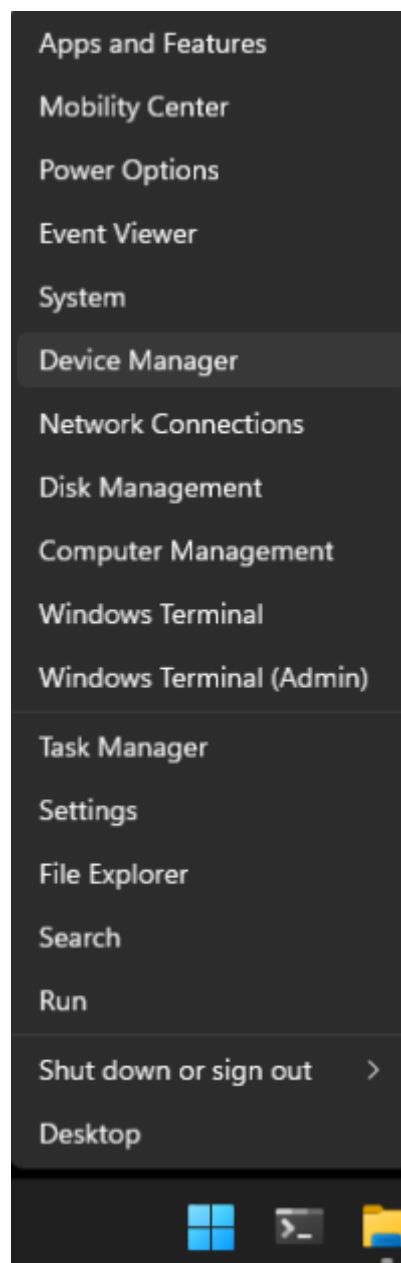 Apps and Features
Mobility Center
Power Options
Event Viewer
System
Device Manager
Network Connections
Disk Management
Computer Management
Windows Terminal
Windows Terminal (Admin)
Task Manager
Settings
File Explorer
Search
Run
Shut down or sign out
Desktop